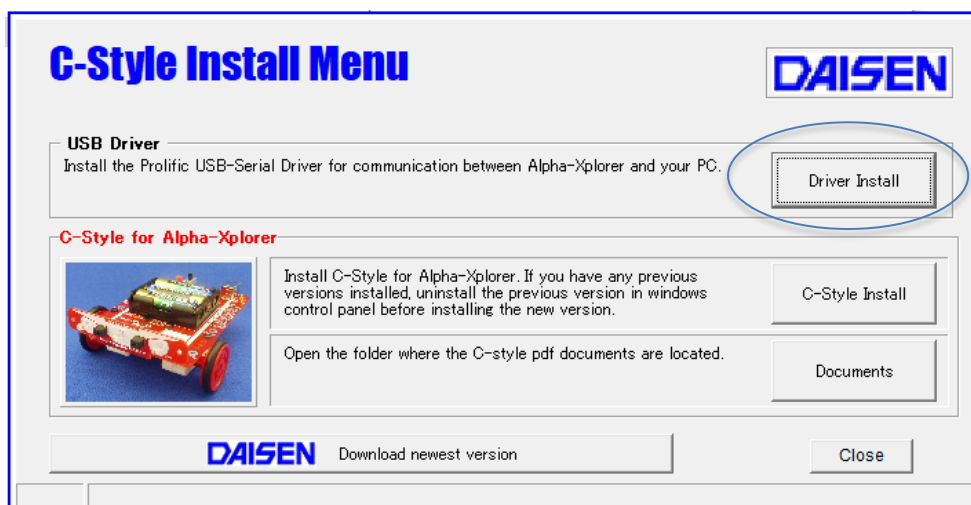 C-Style Install Menu
DAISEN
USB Driver
Install the Prolific USB-Serial Driver for communication between Alpha-Xplorer and your PC.
Driver Install
C-Style for Alpha-Xplorer
Install C-Style for Alpha-Xplorer. If you have any previous
versions installed, uninstall the previous version in windows
control panel before installing the new version.
C-Style Install
Open the folder where the C-style pdf documents are located.
Documents
DAISEN Download newest version
Close